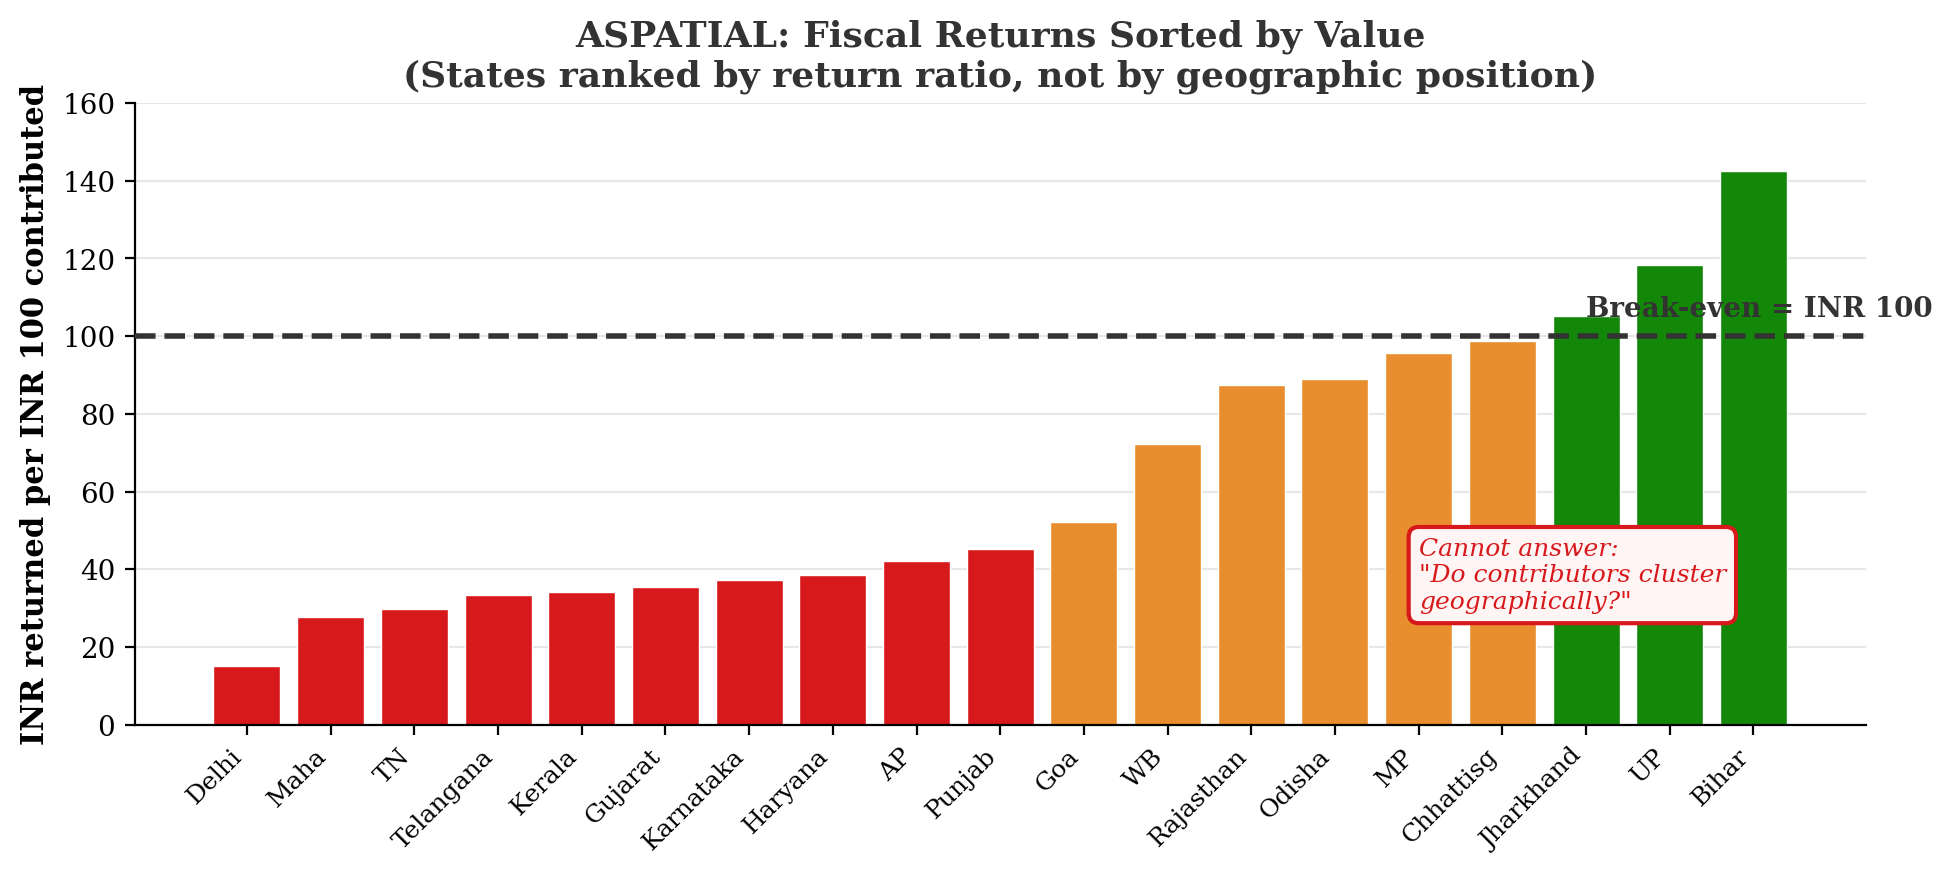 ASPATIAL: Fiscal Returns Sorted by Value
(States ranked by return ratio, not by geographic position)
INR returned per INR 100 contributed
160
140
120
100
80
60
40
20
0
Break-even = INR 100
Cannot answer:
"Do contributors cluster
geographically?"
Delhi
Maha
TN
Telangana
Kerala
Gujarat
Karnataka
Haryana
AP
Punjab
Goa
WB
Rajasthan
Odisha
MP
Chhattisg
Jharkhand
UP
Bihar